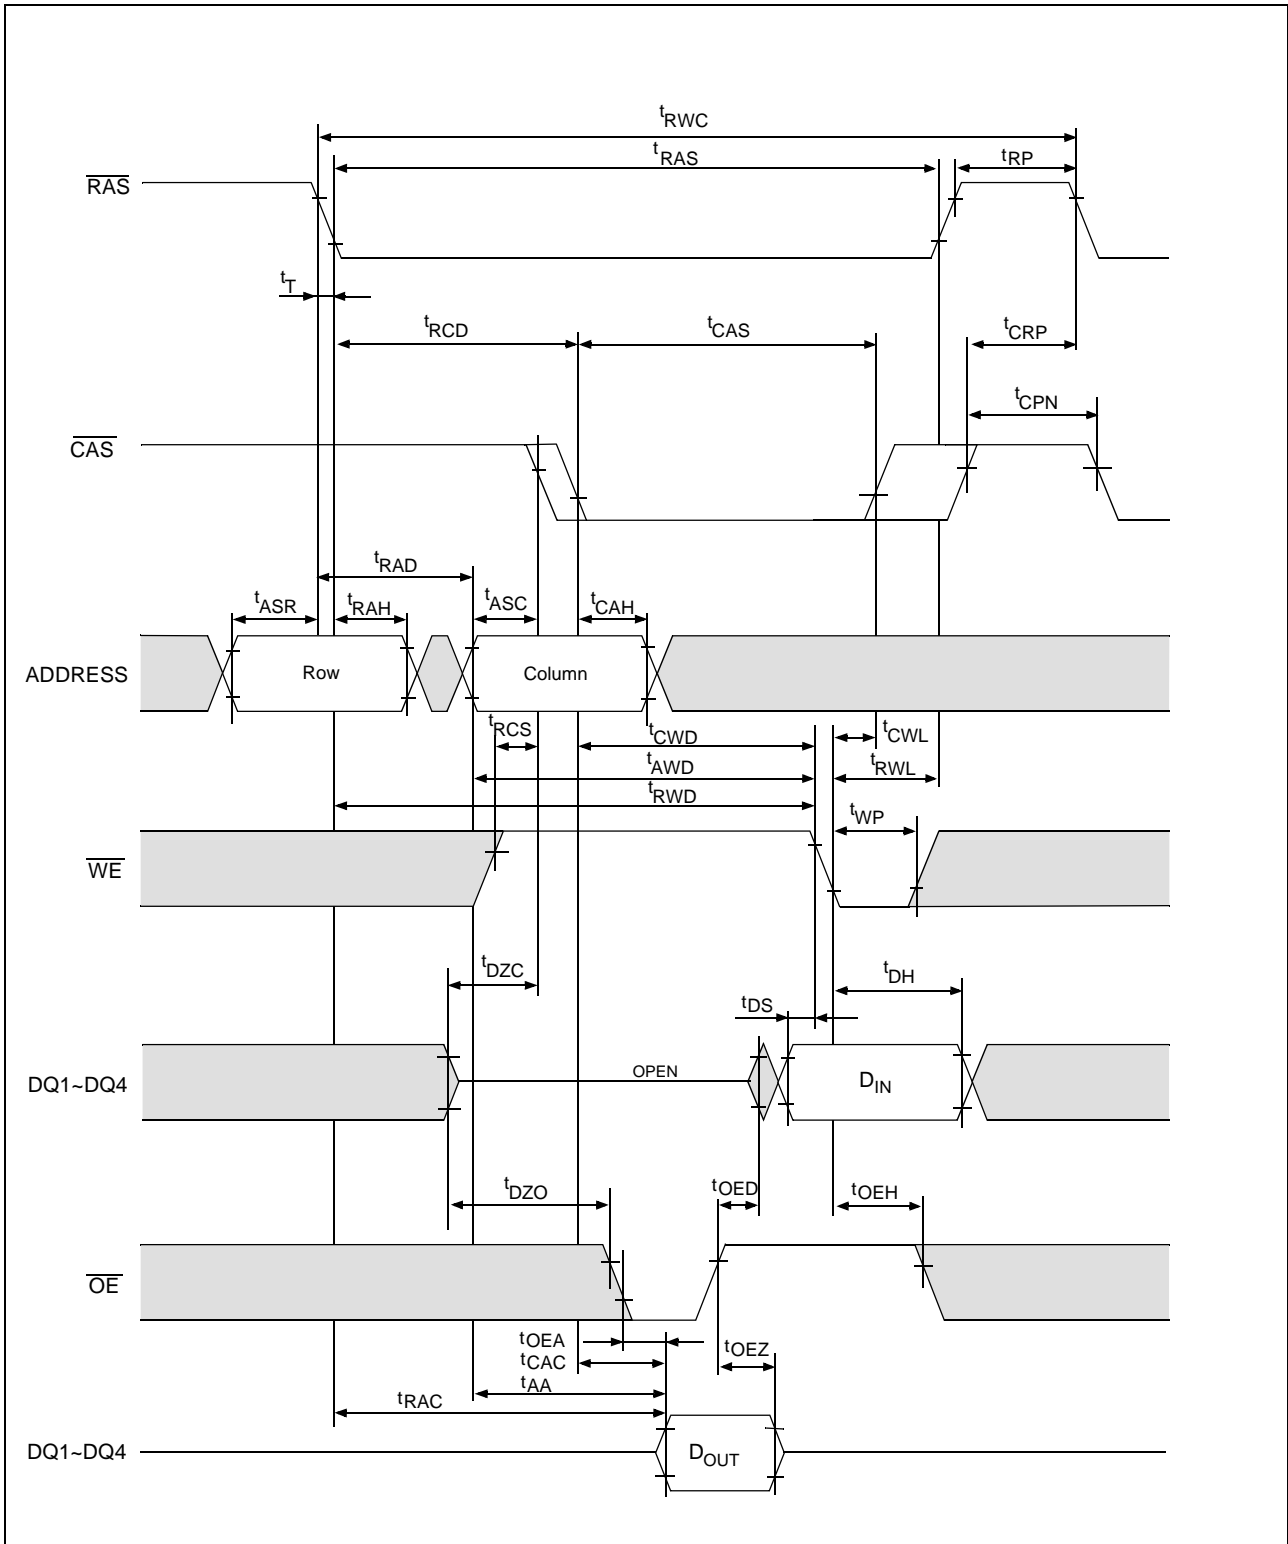 tRWC
tRAS
tRP
RAS
tT
tRCD
tCAS
tCRP
tCPN
CAS
tRAD
tASR
tRAH
tASC
tCAH
ADDRESS
Row
Column
tRCS
tCWD
tCWL
tAWD
tRWL
tRWD
tWP
WE
tDZC
tDH
tDS
DQ1~DQ4
OPEN
DIN
tDZO
tOED
tOEH
OE
tOEA
tOEZ
tCAC
tAA
tRAC
DQ1~DQ4
DOUT